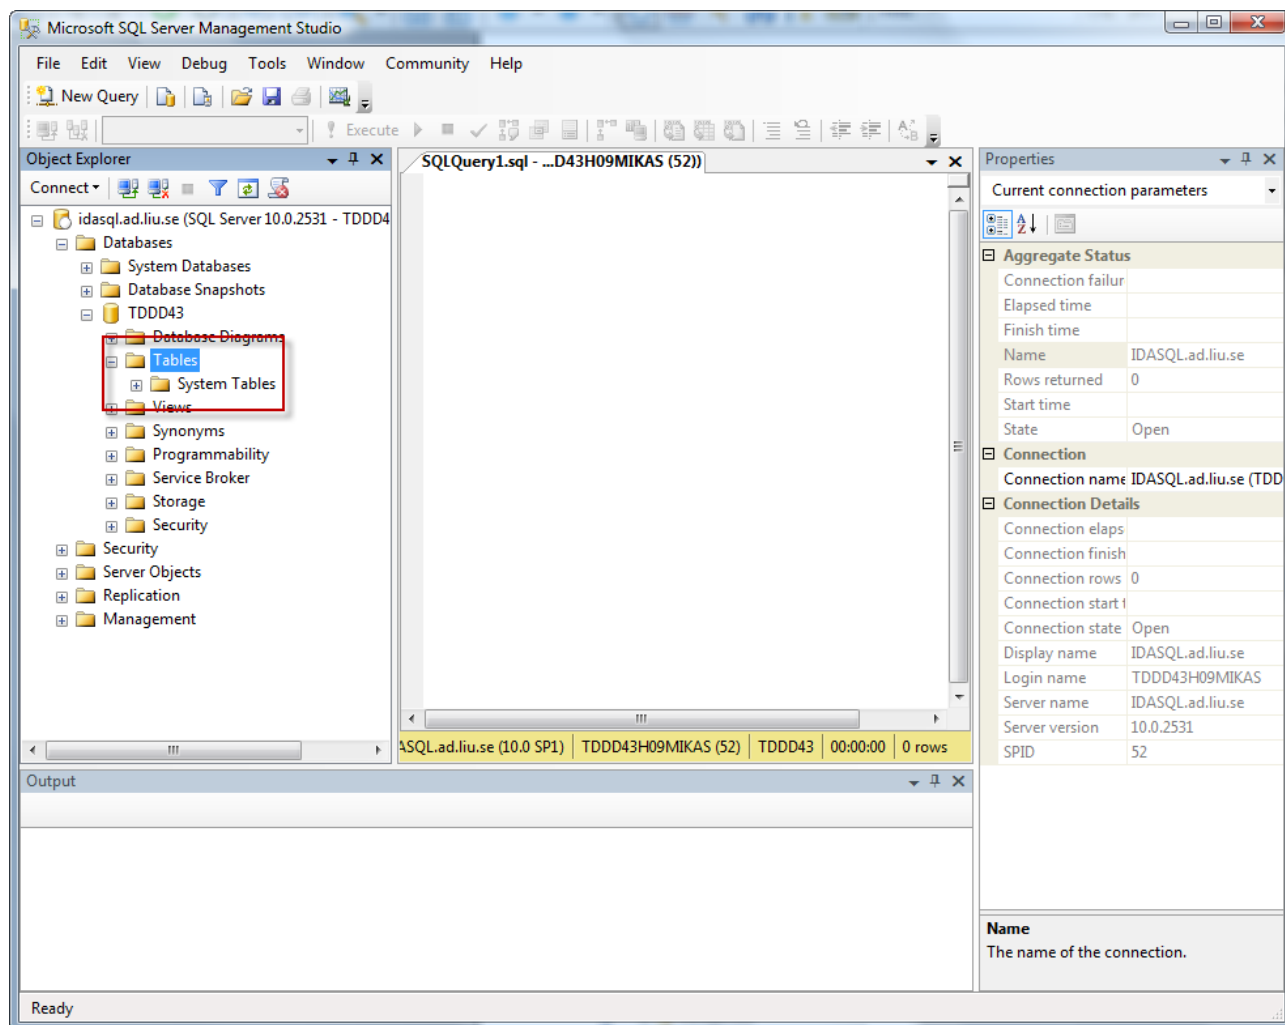 Microsoft SQL Server Management Studio
File Edit View Debug Tools Window Community Help
New Query
Execute
Object Explorer
Connect
idasql.ad.liu.se (SQL Server 10.0.2531 - TDDD4
Databases
System Databases
Database Snapshots
TDDD43
Database Diagrams
Tables
System Tables
Views
Synonyms
Programmability
Service Broker
Storage
Security
Security
Server Objects
Replication
Management
SQLQuery1.sql - ...D43H09MIKAS (52))
ASQL.ad.liu.se (10.0 SP1) TDDD43H09MIKAS (52) TDDD43 00:00:00 0 rows
Properties
Current connection parameters
Aggregate Status
Connection failur
Elapsed time
Finish time
Name IDASQL.ad.liu.se
Rows returned 0
Start time
State Open
Connection
Connection name IDASQL.ad.liu.se (TDD
Connection Details
Connection elaps
Connection finish
Connection rows 0
Connection start t
Connection state Open
Display name IDASQL.ad.liu.se
Login name TDDD43H09MIKAS
Server name IDASQL.ad.liu.se
Server version 10.0.2531
SPID 52
Name
The name of the connection.
Output
Ready